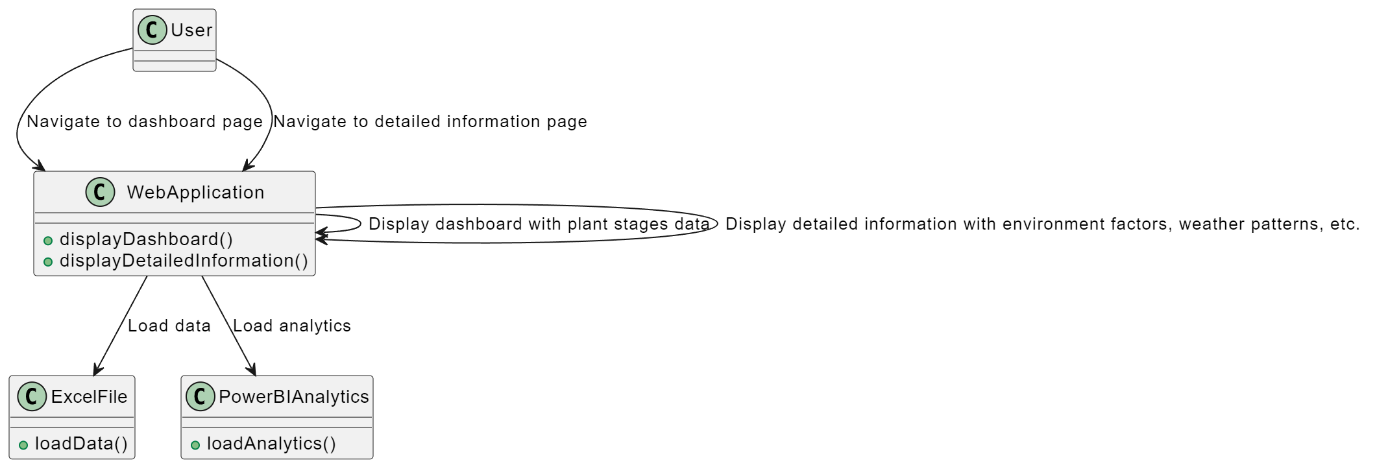 C User
Navigate to dashboard page
Navigate to detailed information page
C WebApplication
displayDashboard()
displayDetailedInformation()
Display dashboard with plant stages data
Display detailed information with environment factors, weather patterns, etc.
Load data
Load analytics
C ExcelFile
loadData()
C PowerBIAnalytics
loadAnalytics()